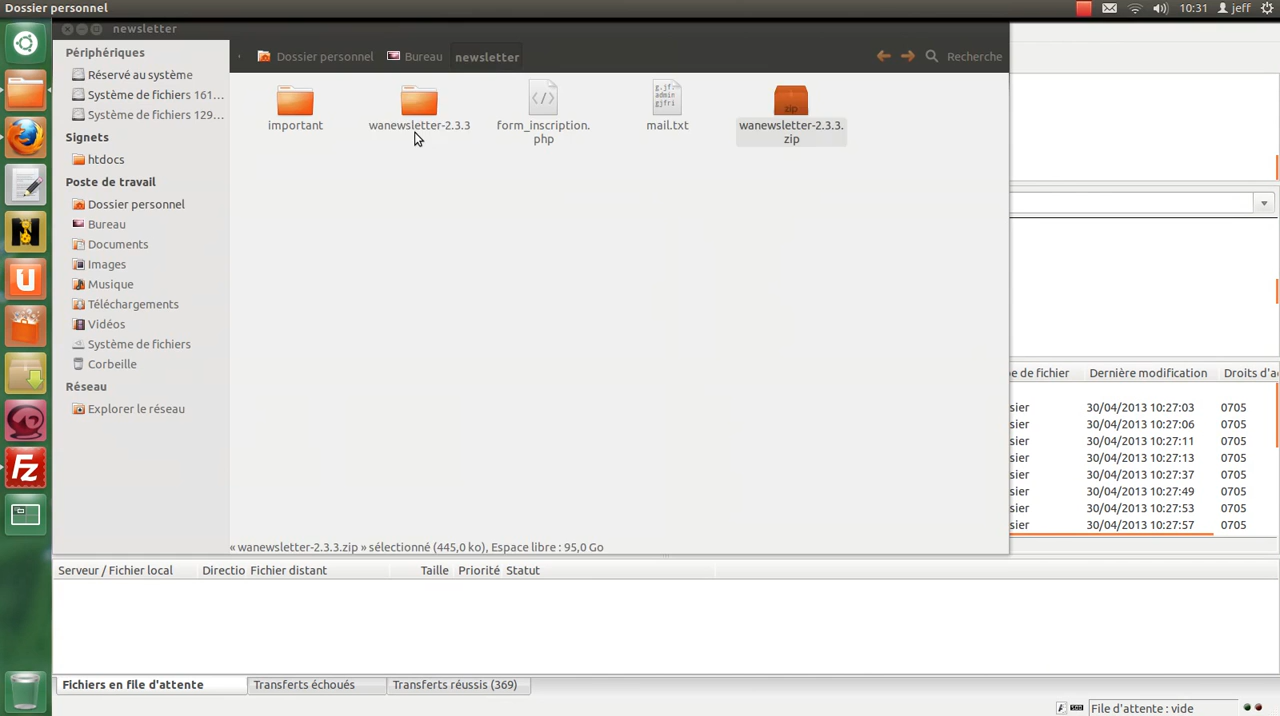 Dossier personnel
10:31
jeff
newsletter
Périphériques
Réservé au système
Système de fichiers 161...
Système de fichiers 129...
Signets
htdocs
Poste de travail
Dossier personnel
Bureau
Documents
Images
Musique
Téléchargements
Vidéos
Système de fichiers
Corbeille
Réseau
Explorer le réseau
Dossier personnel
Bureau
newsletter
Recherche
important
wanewsletter-2.3.3
form_inscription.
php
mail.txt
zip
wanewsletter-2.3.3.
zip
« wanewsletter-2.3.3.zip » sélectionné (445,0 ko), Espace libre : 95,0 Go
de fichier
Dernière modification
Droits d'a
sier 30/04/2013 10:27:03 0705
sier 30/04/2013 10:27:06 0705
sier 30/04/2013 10:27:11 0705
sier 30/04/2013 10:27:13 0705
sier 30/04/2013 10:27:37 0705
sier 30/04/2013 10:27:49 0705
sier 30/04/2013 10:27:53 0705
sier 30/04/2013 10:27:57 0705
Serveur / Fichier local
Directio
Fichier distant
Taille
Priorité
Statut
Fichiers en file d'attente
Transferts échoués
Transferts réussis (369)
File d'attente : vide